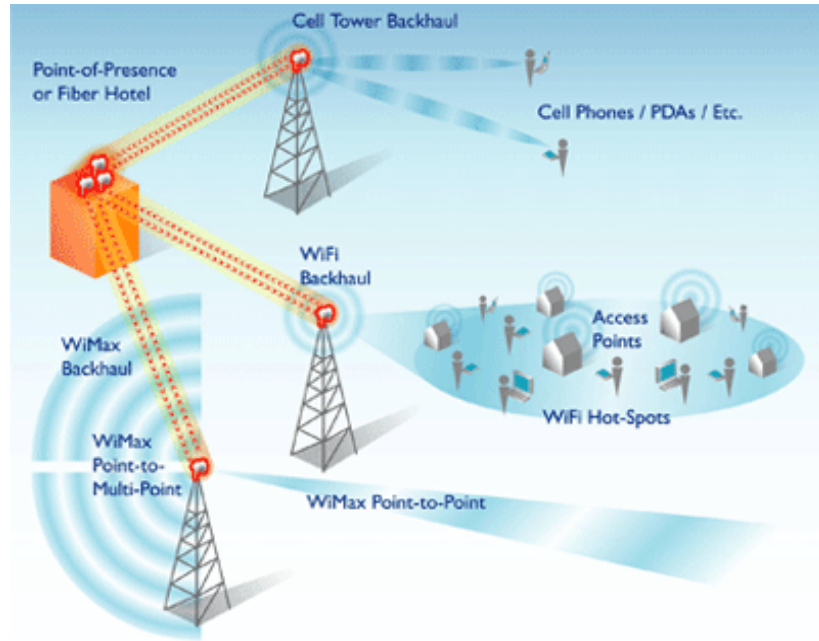 Cell Tower Backhaul
Point-of-Presence
or Fiber Hotel
Cell Phones / PDAs / Etc.
WiFi
Backhaul
Access
Points
WiFi Hot-Spots
WiMax
Backhaul
WiMax
Point-to-
Multi-Point
WiMax Point-to-Point